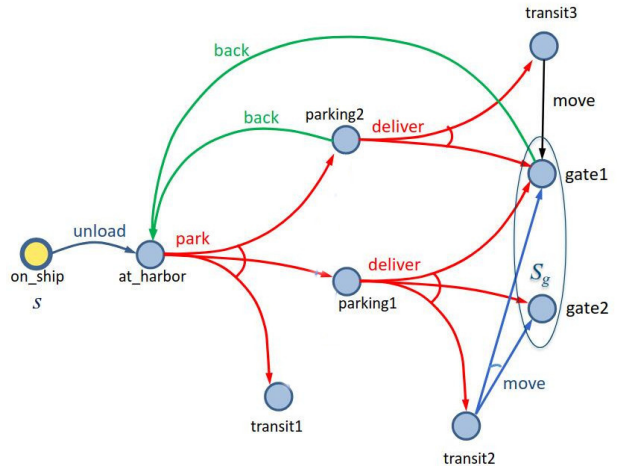 transit3
back
move
back
parking2
deliver
gate1
unload
park
deliver
S_g
on_ship
at_harbor
parking1
gate2
s
move
transit1
transit2